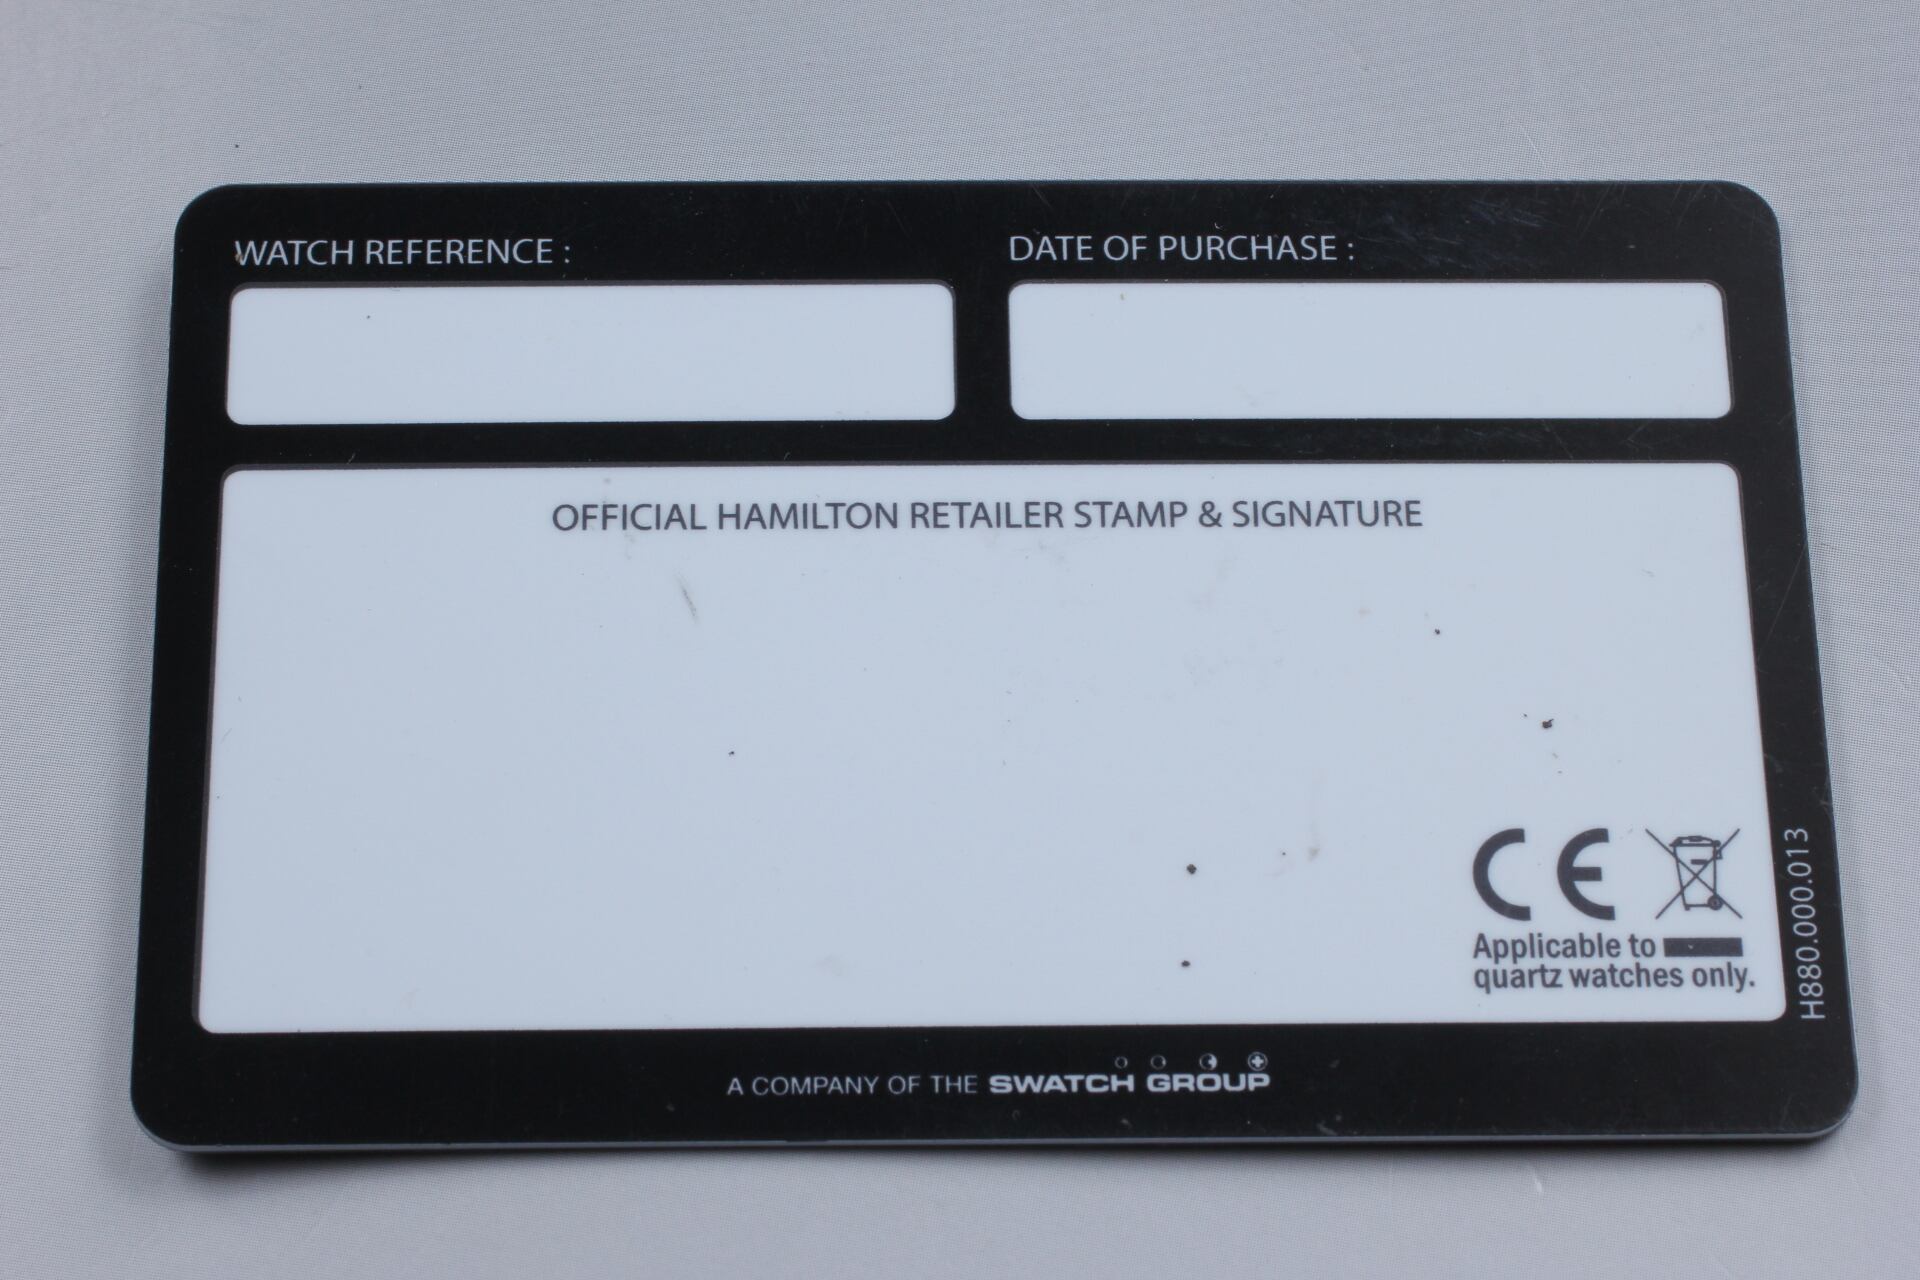 WATCH REFERENCE :
DATE OF PURCHASE :
OFFICIAL HAMILTON RETAILER STAMP & SIGNATURE
CE
Applicable to
quartz watches only.
H880.000.013
A COMPANY OF THE SWATCH GROUP